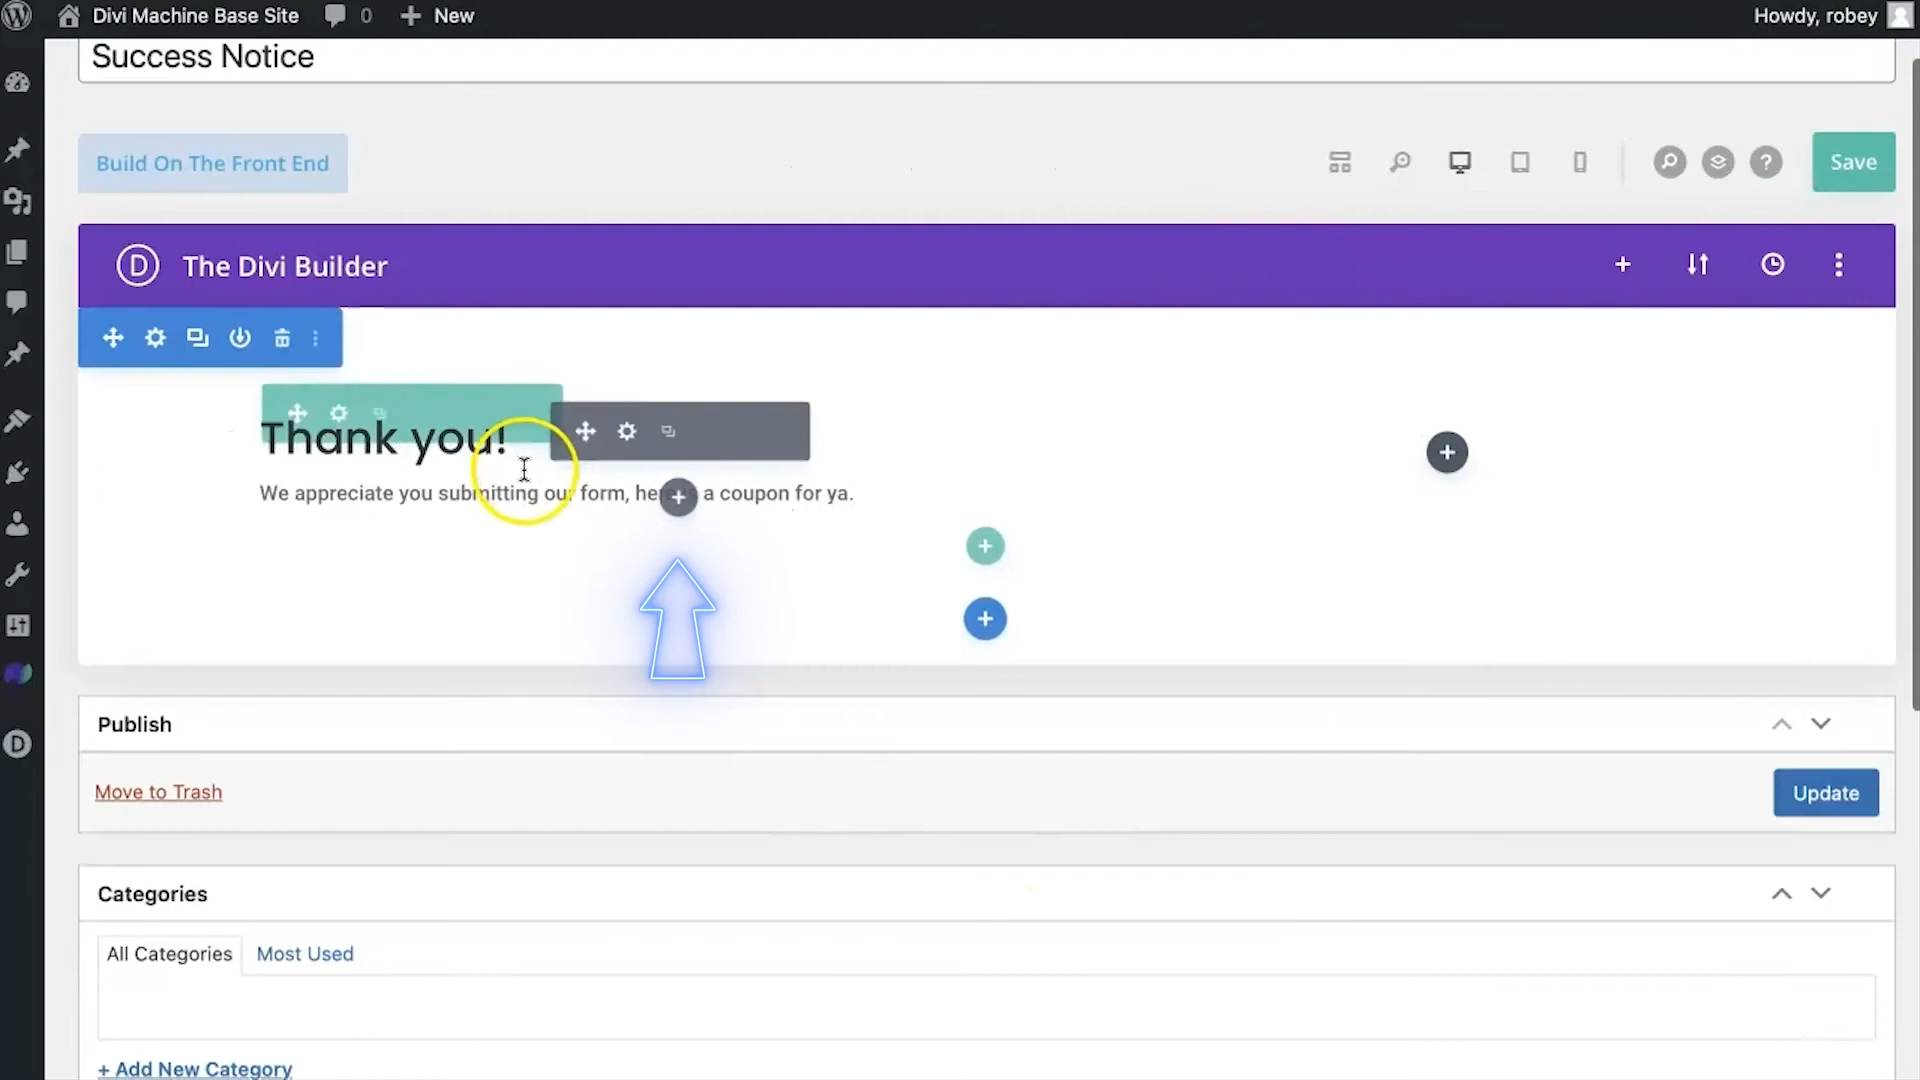 Divi Machine Base Site 0 New Howdy, robey
Success Notice
Build On The Front End
Save
D The Divi Builder
Thank you!
We appreciate you submitting our form, here a coupon for ya.
Publish
Move to Trash
Update
Categories
All Categories Most Used
+ Add New Category